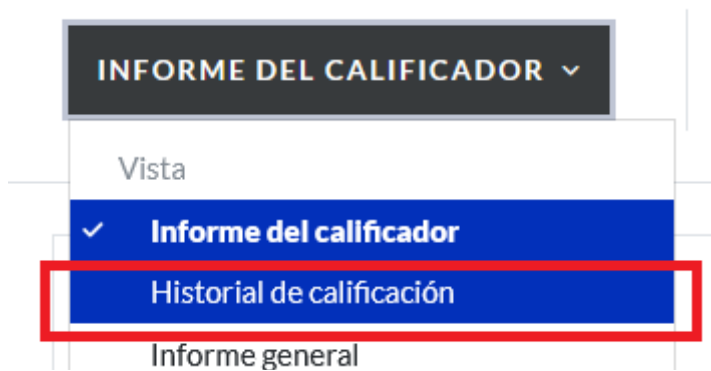 INFORME DEL CALIFICADOR
Vista
Informe del calificador
Historial de calificación
Informe general